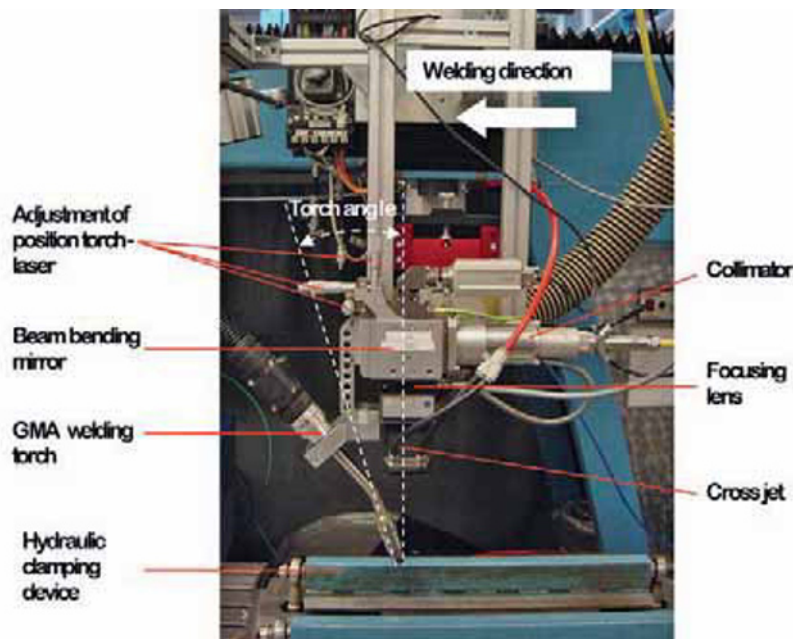 Welding direction
Torch angle
Adjustment of
position torch-
laser
Beam bending
mirror
GMA welding
torch
Hydraulic
clamping
device
Collimator
Focusing
lens
Cross jet